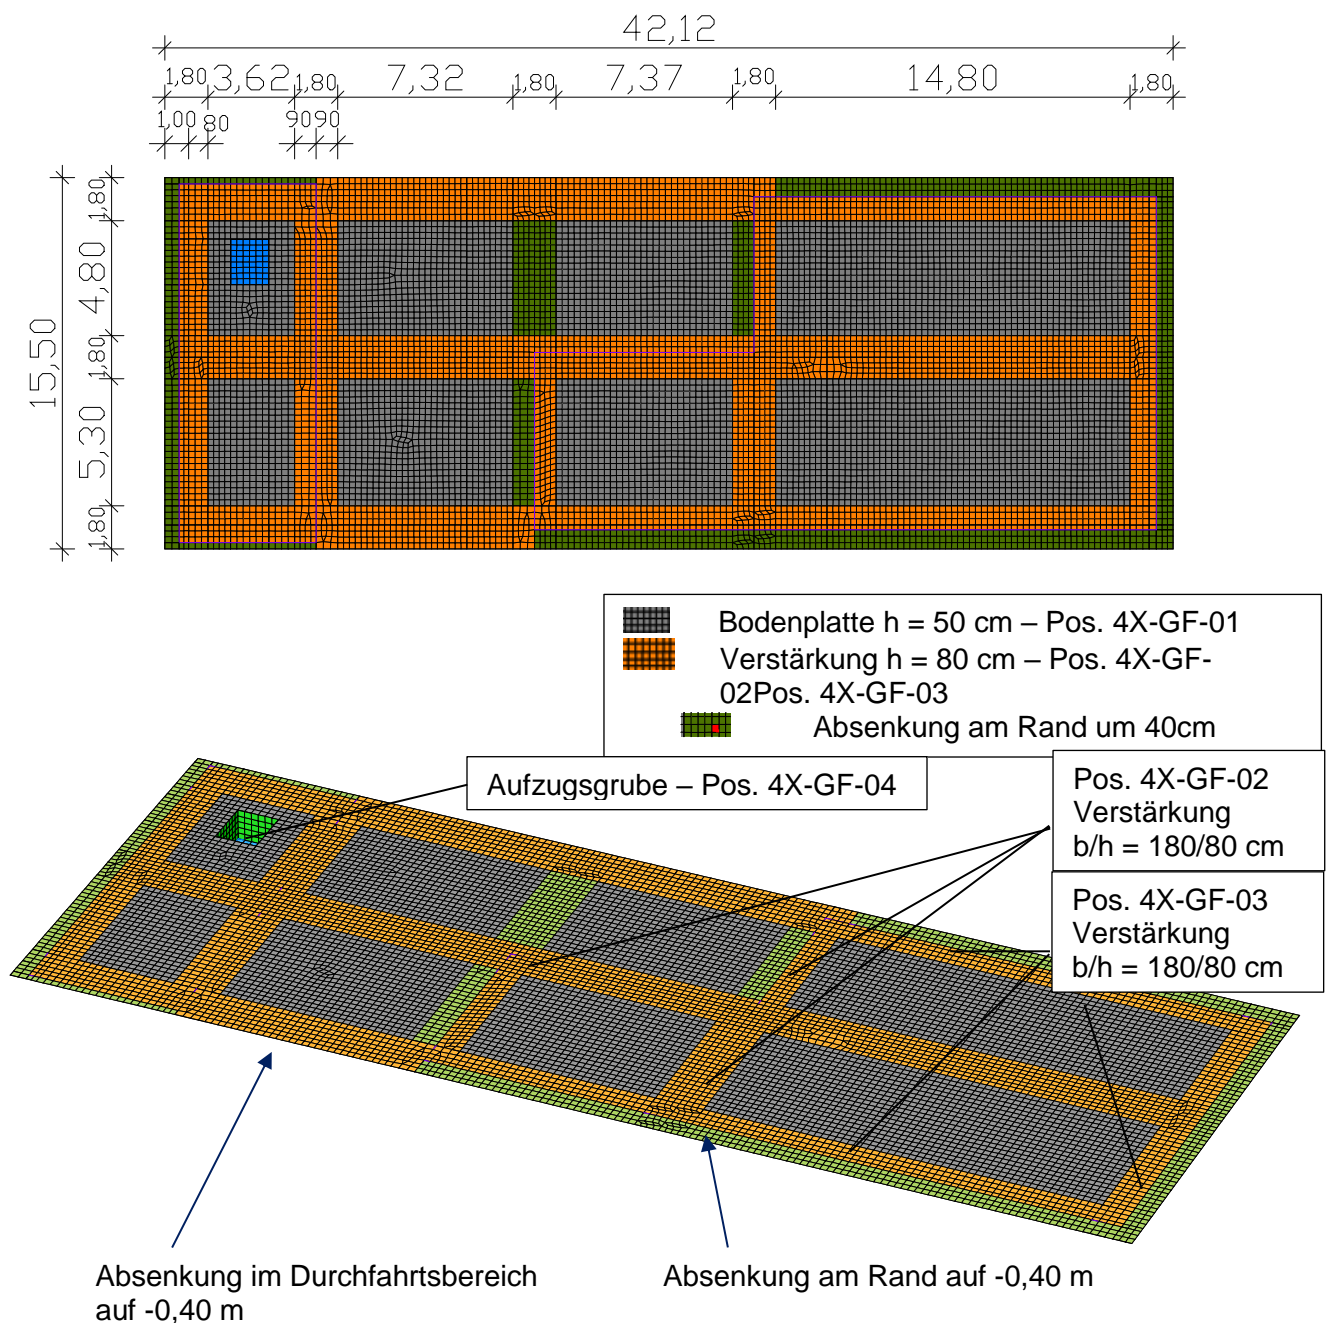 42,12
1,80 3,62 1,80 7,32 1,80 7,37 1,80 14,80 1,80
1,00 80 90 90
15,50
1,80
4,80
1,80
5,30
1,80
Bodenplatte h = 50 cm – Pos. 4X-GF-01
Verstärkung h = 80 cm – Pos. 4X-GF-
02Pos. 4X-GF-03
Absenkung am Rand um 40cm
Aufzugsgrube – Pos. 4X-GF-04
Pos. 4X-GF-02
Verstärkung
b/h = 180/80 cm
Pos. 4X-GF-03
Verstärkung
b/h = 180/80 cm
Absenkung im Durchfahrtsbereich
auf -0,40 m
Absenkung am Rand auf -0,40 m